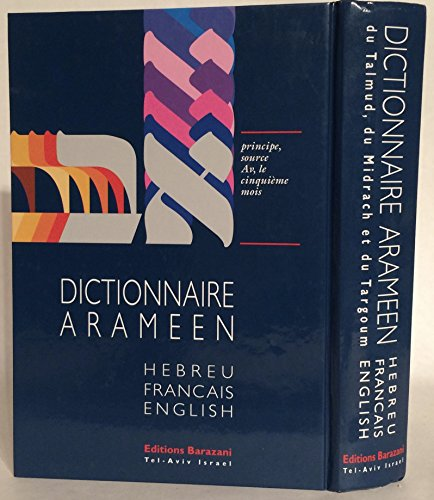 אב
principe,
source
Av, le
cinquième
mois
DICTIONNAIRE
ARAMEEN
HEBREU
FRANCAIS
ENGLISH
Editions Barazani
Tel-Aviv Israel
DICTIONNAIRE ARAMEEN
du Talmud, du Midrach et du Targoum
HEBREU
FRANCAIS
ENGLISH
Editions Barazani
Tel-Aviv Israel